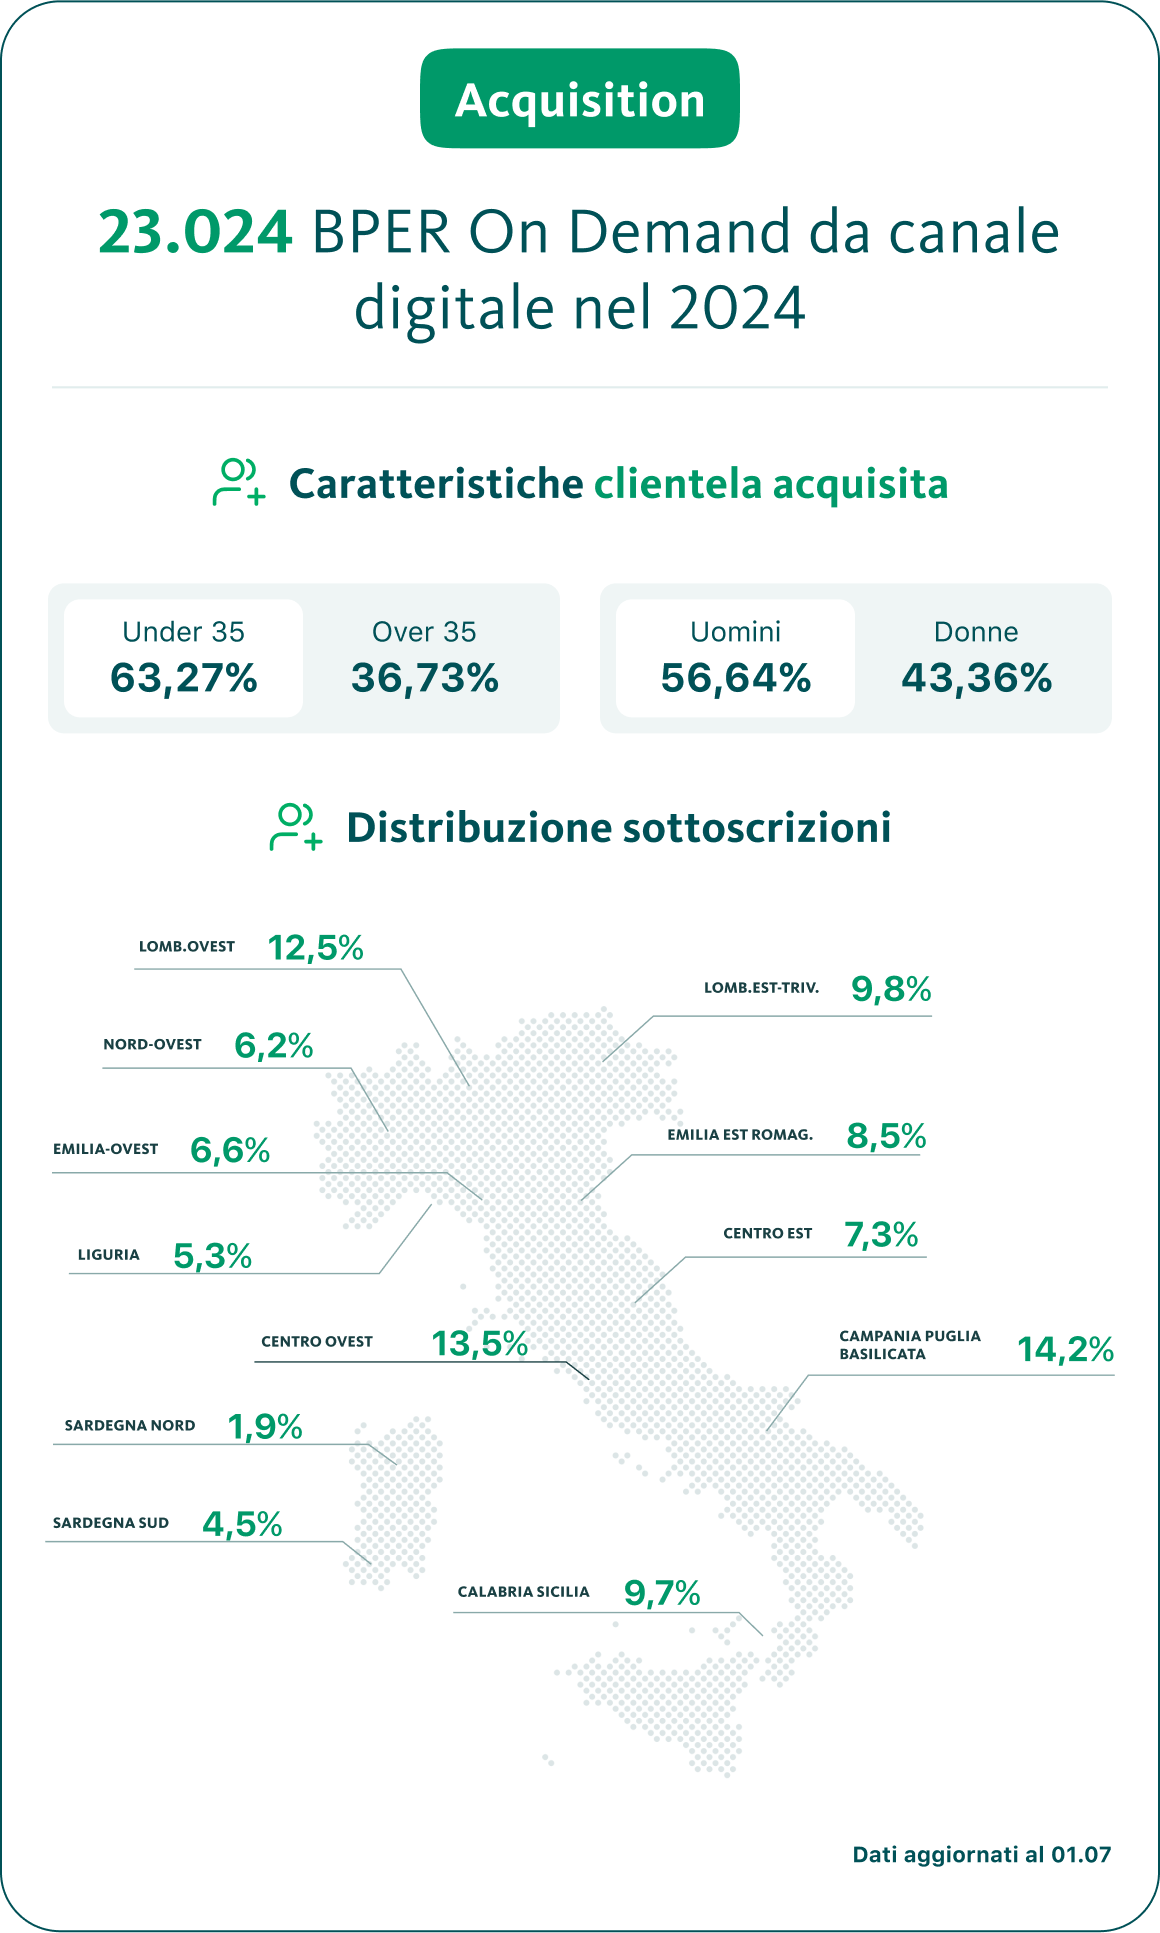 Acquisition
23.024 BPER On Demand da canale
digitale nel 2024
Caratteristiche clientela acquisita
Under 35
63,27%
Over 35
36,73%
Uomini
56,64%
Donne
43,36%
Distribuzione sottoscrizioni
LOMB.OVEST 12,5%
LOMB.EST-TRIV. 9,8%
NORD-OVEST 6,2%
EMILIA EST ROMAG. 8,5%
EMILIA-OVEST 6,6%
CENTRO EST 7,3%
LIGURIA 5,3%
CENTRO OVEST 13,5%
CAMPANIA PUGLIA
BASILICATA
14,2%
SARDEGNA NORD 1,9%
SARDEGNA SUD 4,5%
CALABRIA SICILIA 9,7%
Dati aggiornati al 01.07